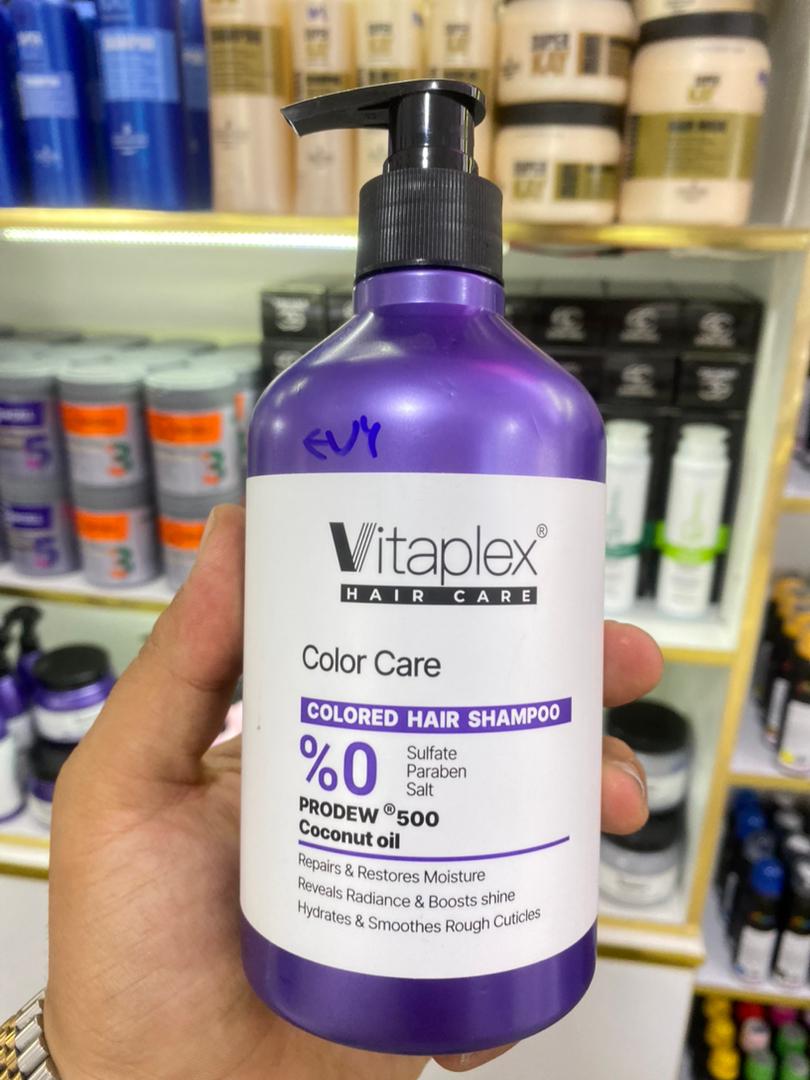 Vitaplex®
HAIR CARE
Color Care
COLORED HAIR SHAMPOO
%0
Sulfate
Paraben
Salt
PRODEW ®500
Coconut oil
Repairs & Restores Moisture
Reveals Radiance & Boosts shine
Hydrates & Smoothes Rough Cuticles